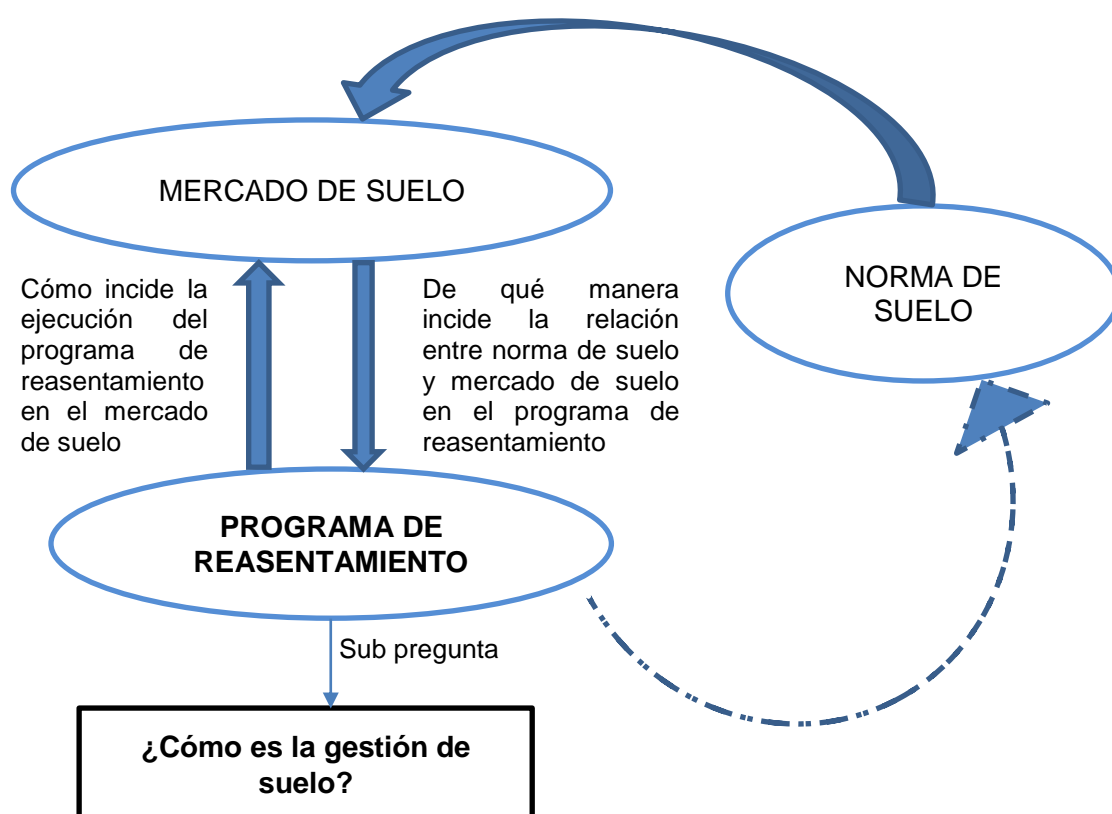 MERCADO DE SUELO
NORMA DE
SUELO
Cómo incide la
ejecución del
programa de
reasentamiento
en el mercado
de suelo
De qué manera
incide la relación
entre norma de suelo
y mercado de suelo
en el programa de
reasentamiento
PROGRAMA DE
REASENTAMIENTO
Sub pregunta
¿Cómo es la gestión de
suelo?